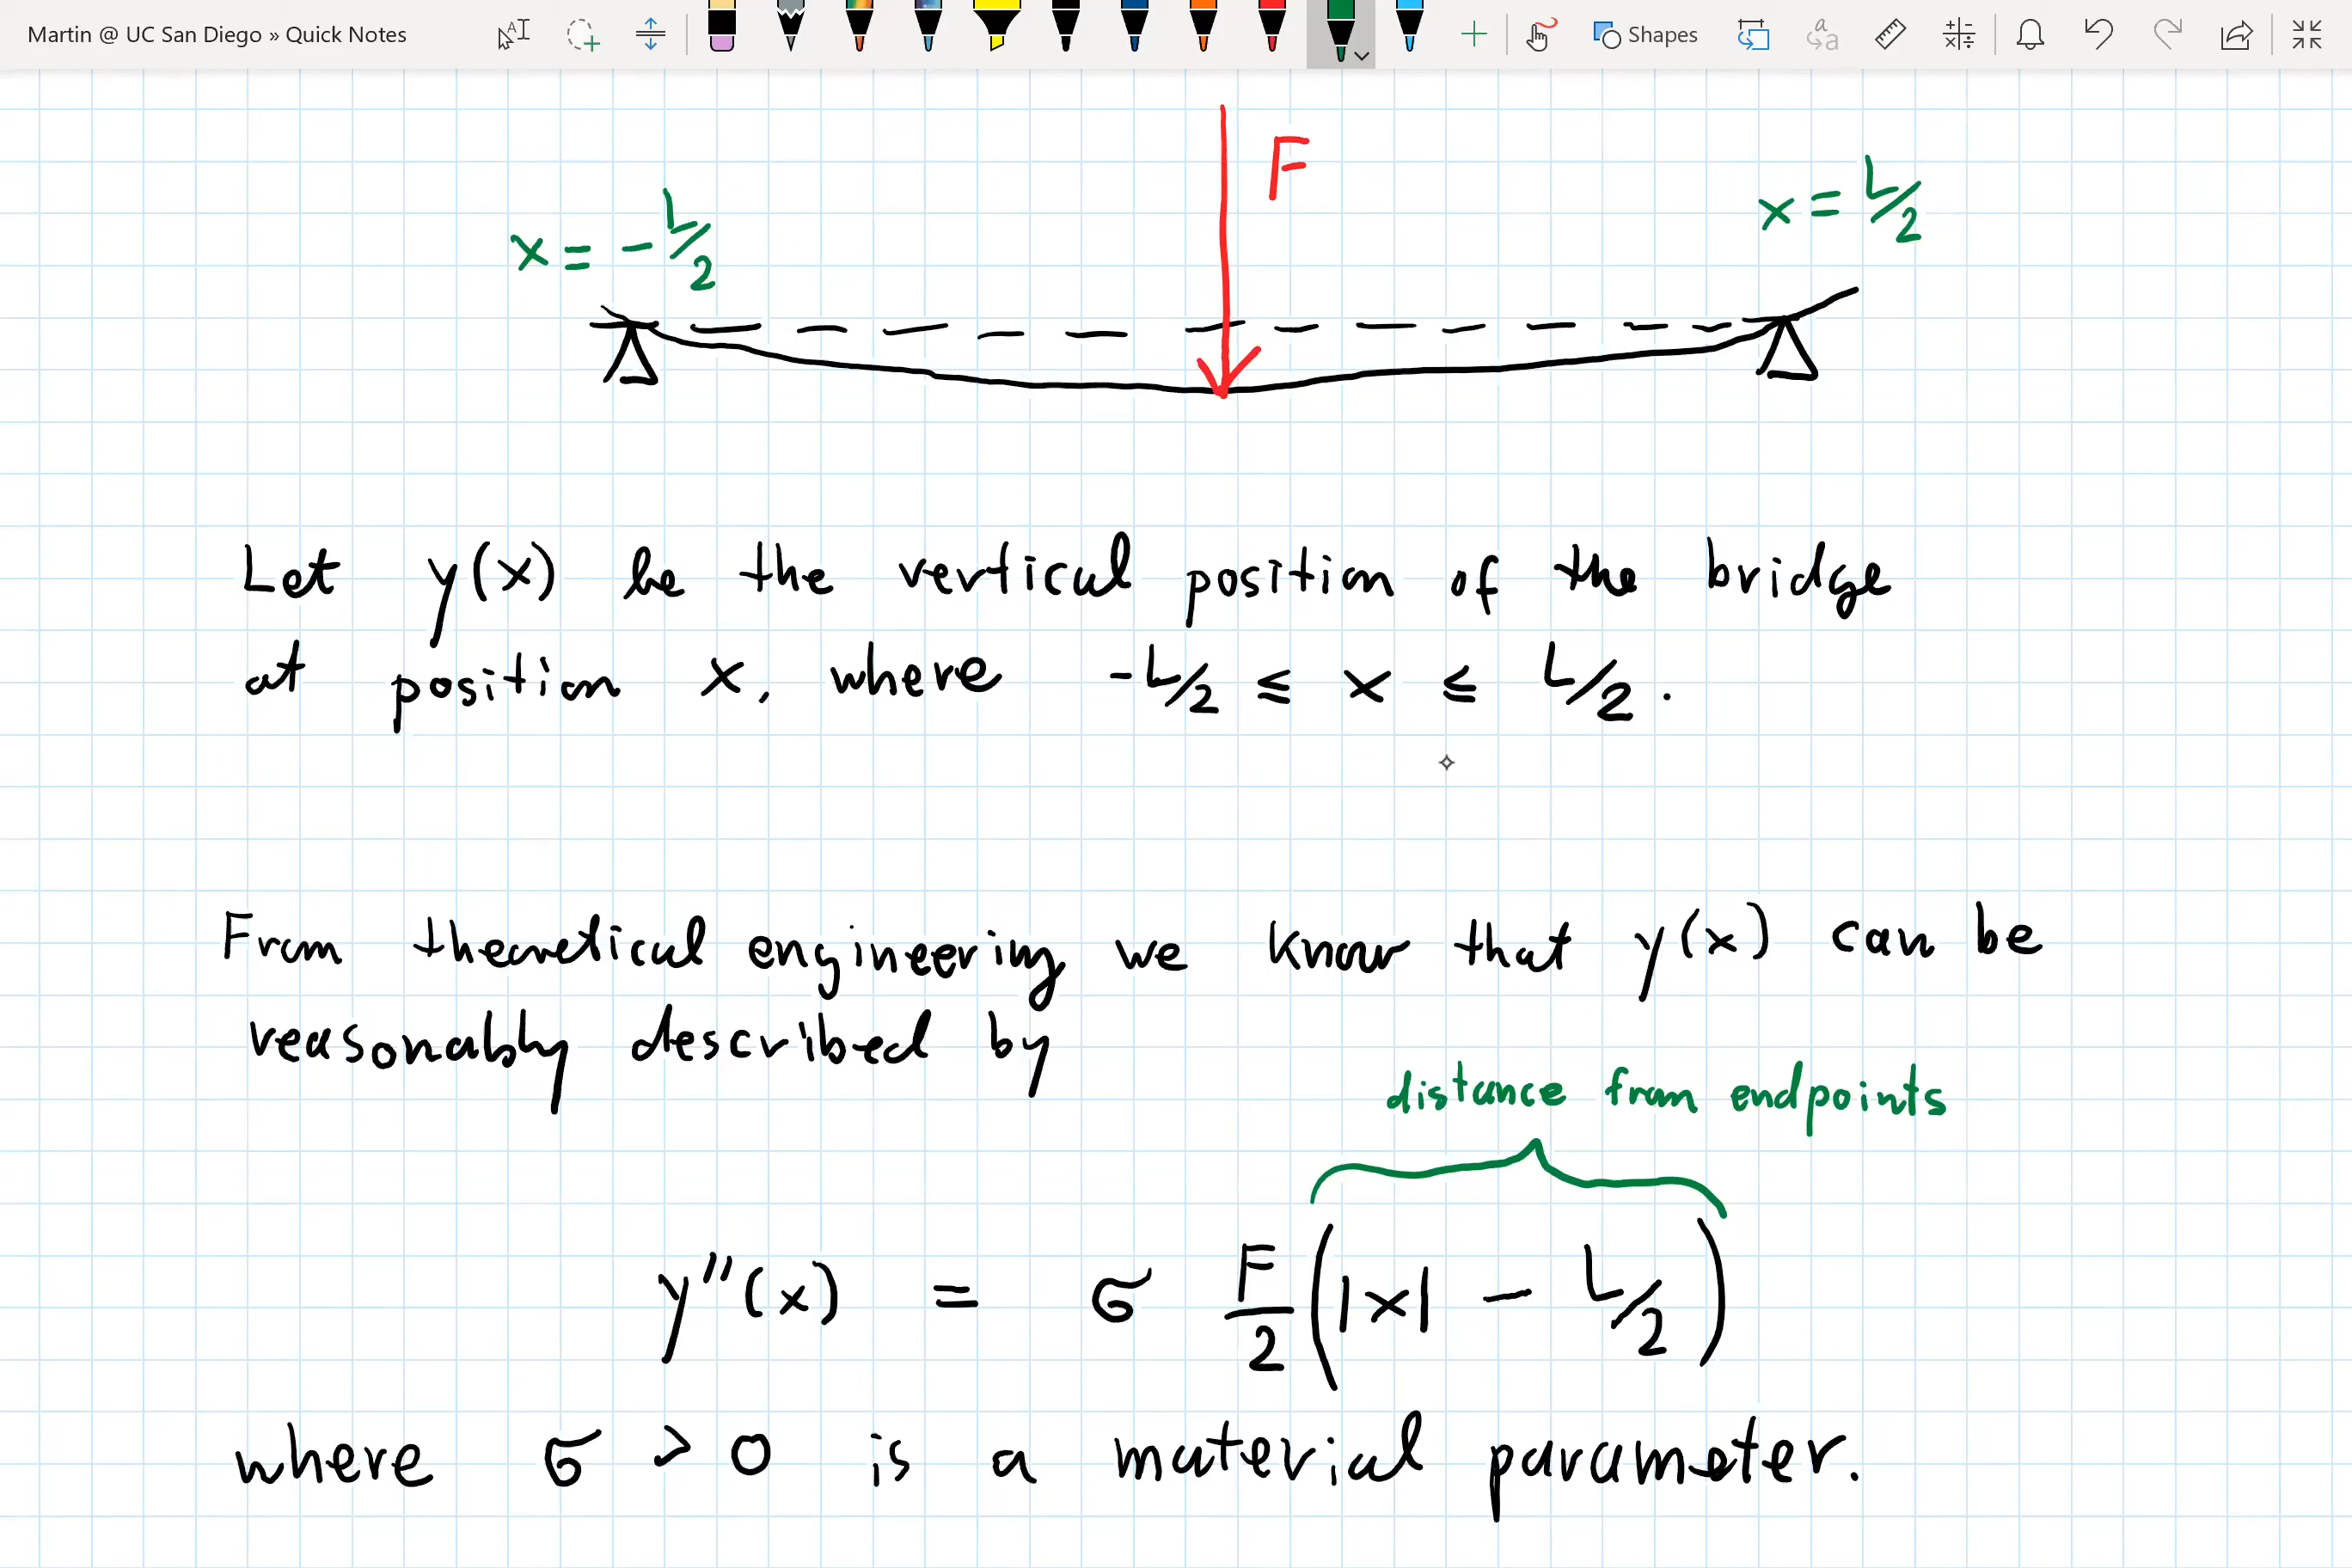 Martin @ UC San Diego » Quick Notes
Shapes
F
x = -L/2
x = L/2
Let y(x) be the vertical position of the bridge
at position x, where -L/2 ≤ x ≤ L/2.
From theoretical engineering we know that y(x) can be
reasonably described by
distance from endpoints
y''(x) = σ F/2 (|x| - L/2)
where σ > 0 is a material parameter.